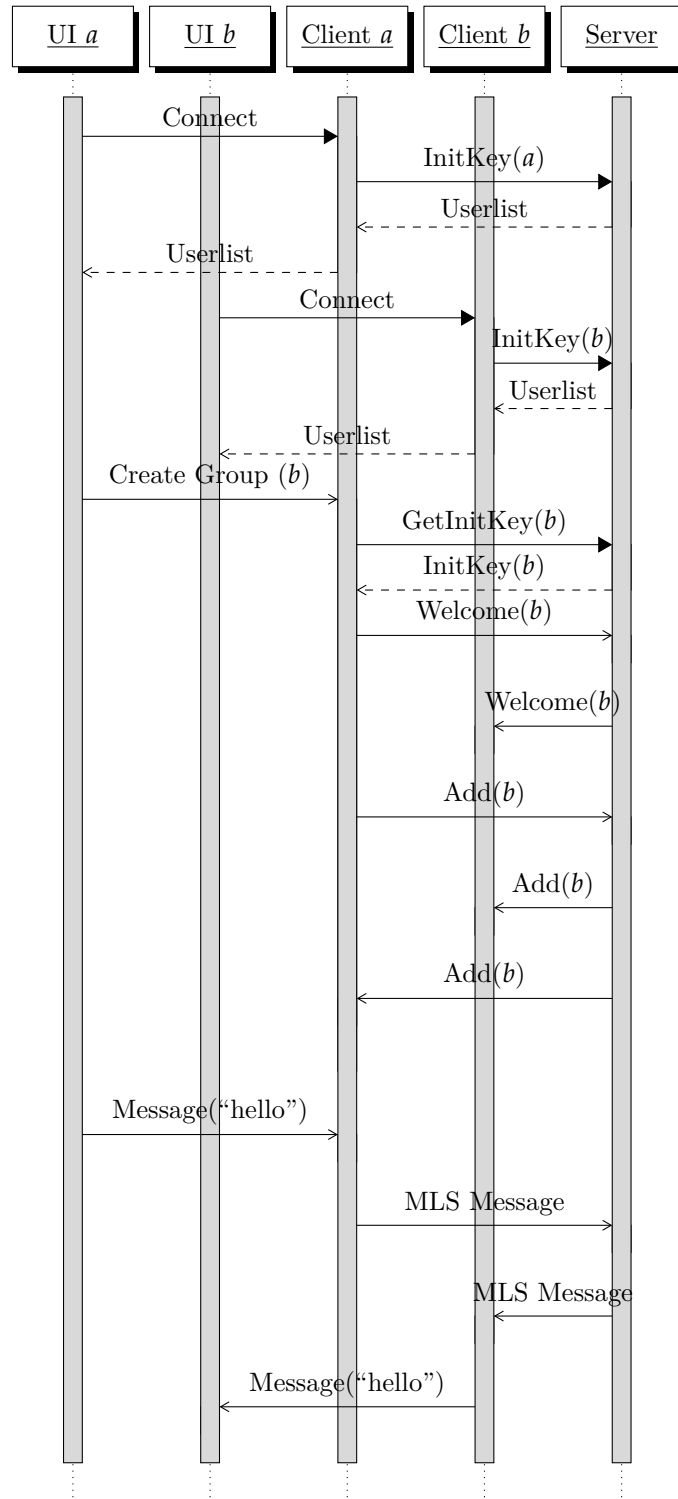 UI a UI b Client a Client b Server
Connect
InitKey(a)
Userlist
Userlist
Connect
InitKey(b)
Userlist
Userlist
Create Group (b)
GetInitKey(b)
InitKey(b)
Welcome(b)
Welcome(b)
Add(b)
Add(b)
Add(b)
Message(“hello”)
MLS Message
MLS Message
Message(“hello”)